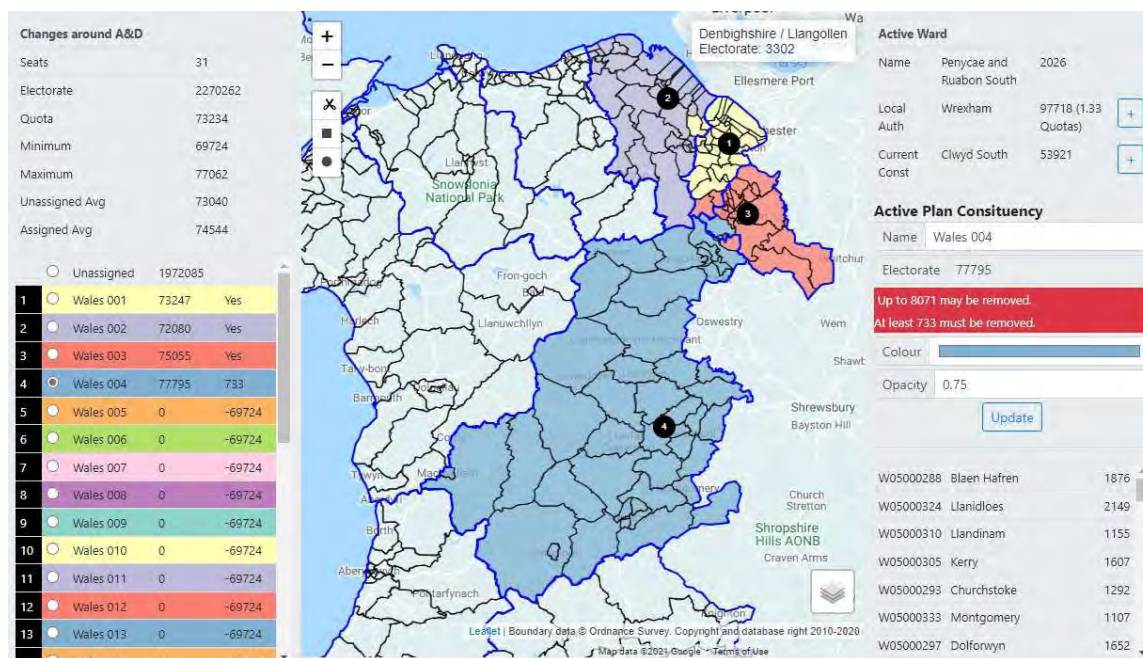 Changes around A&D
Seats 31
Electorate 2270262
Quota 73234
Minimum 69724
Maximum 77062
Unassigned Avg 73040
Assigned Avg 74544
Unassigned 1972085
1 Wales 001 73247 Yes
2 Wales 002 72080 Yes
3 Wales 003 75055 Yes
4 Wales 004 77795 733
5 Wales 005 0 -69724
6 Wales 006 0 -69724
7 Wales 007 0 -69724
8 Wales 008 0 -69724
9 Wales 009 0 -69724
10 Wales 010 0 -69724
11 Wales 011 0 -69724
12 Wales 012 0 -69724
13 Wales 013 0 -69724
+
−
Denbighshire / Llangollen
Electorate: 3302
Wa
Ellesmere Port
2
1
3
4
Snowdonia
National Park
Fron-goch
Llanuwchllyn
Harlech
Oswestry
Wem
Shrewsbury
Bayston Hill
Church
Stretton
Shropshire
Hills AONB
Craven Arms
Borth
Knighton
Leaflet | Boundary data © Ordnance Survey. Copyright and database right 2010-2020
Map data ©2021 Google Terms of Use
Active Ward
Name Penycae and Ruabon South 2026
Local Auth Wrexham 97718 (1.33 Quotas) +
Current Const Clwyd South 53921 +
Active Plan Consituency
Name Wales 004
Electorate 77795
Up to 8071 may be removed.
At least 733 must be removed.
Colour
Opacity 0.75
Update
W05000288 Blaen Hafren 1876
W05000324 Llanidloes 2149
W05000310 Llandinam 1155
W05000305 Kerry 1607
W05000293 Churchstoke 1292
W05000333 Montgomery 1107
W05000297 Dolforwyn 1652